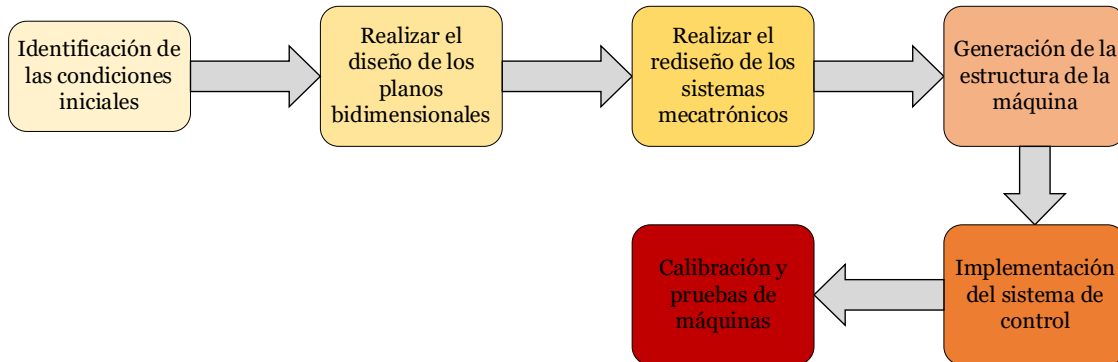 Identificación de
las condiciones
iniciales
Realizar el
diseño de los
planos
bidimensionales
Realizar el
rediseño de los
sistemas
mecatrónicos
Generación de la
estructura de la
máquina
Implementación
del sistema de
control
Calibración y
pruebas de
máquinas